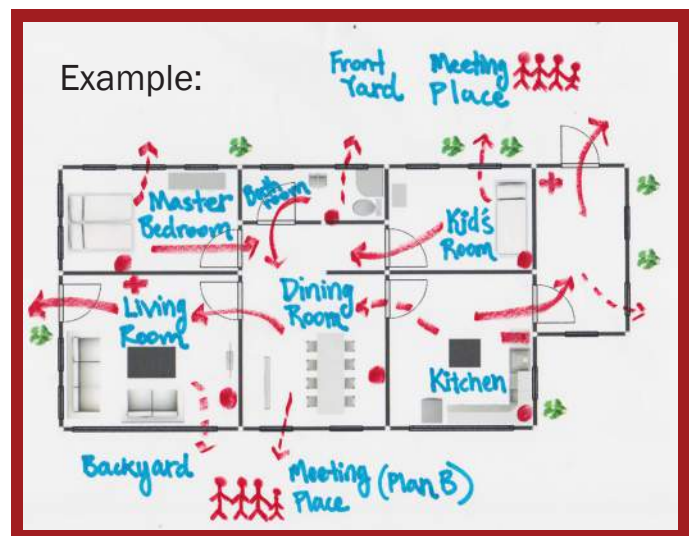 Example:
Front
Yard
Meeting
Place
Master
Bedroom
Bath
room
Kid's
Room
Living
Room
Dining
Room
Kitchen
Backyard
Meeting (Plan B)
Place